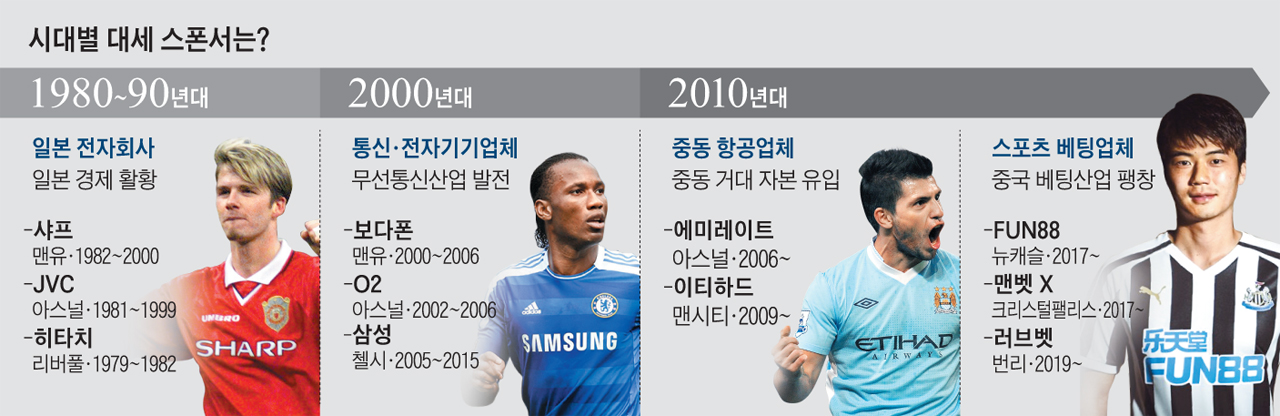 시대별 대세 스폰서는?
1980~90년대
2000년대
2010년대
일본 전자회사
일본 경제 활황
-샤프
맨유·1982~2000
-JVC
아스널·1981~1999
-히타치
리버풀·1979~1982
UMBRO
SHARP
통신·전자기기업체
무선통신산업 발전
-보다폰
맨유·2000~2006
-O2
아스널·2002~2006
-삼성
첼시·2005~2015
adidas
SAMSUNG
중동 항공업체
중동 거대 자본 유입
-에미레이트
아스널·2006~
-이티하드
맨시티·2009~
ETIHAD
AIRWAYS
스포츠 베팅업체
중국 베팅산업 팽창
-FUN88
뉴캐슬·2017~
-맨벳 X
크리스털팰리스·2017~
-러브벳
번리·2019~
乐天堂
FUN88